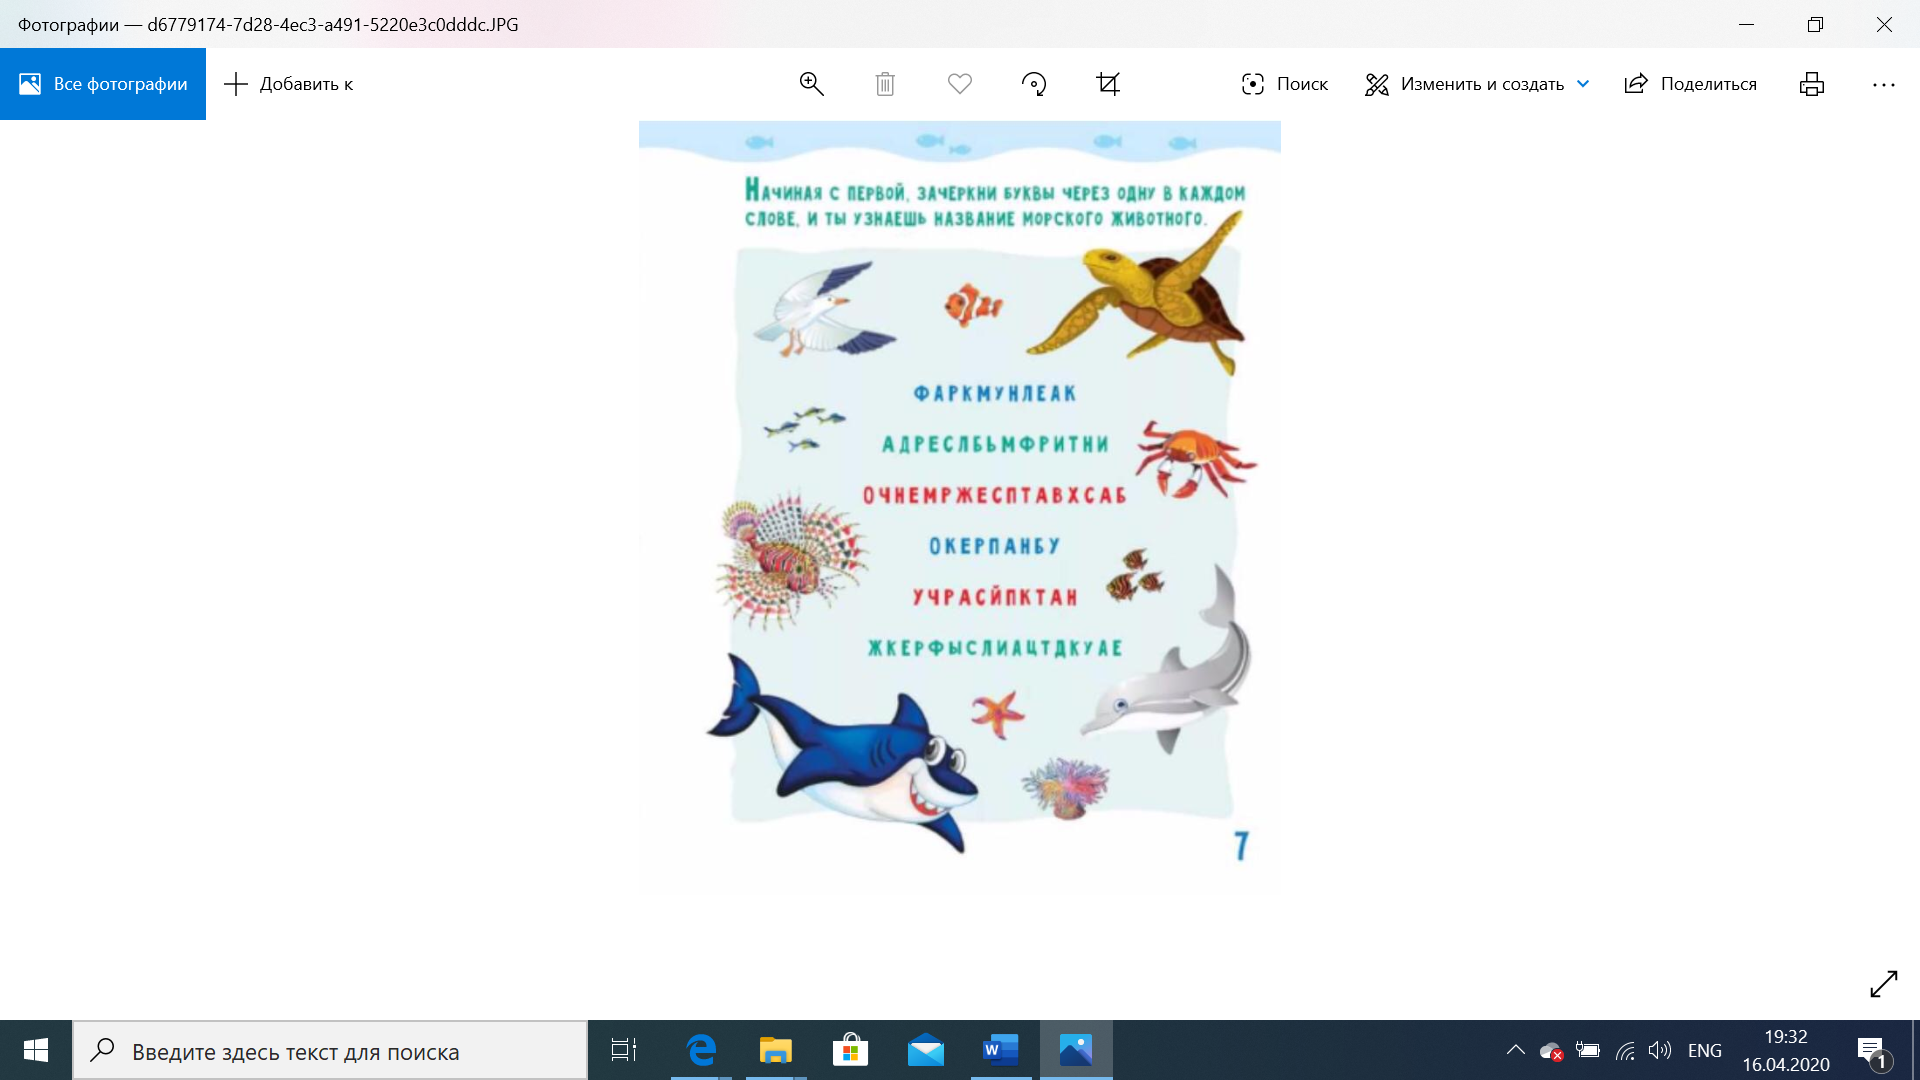 Фотографии — d6779174-7d28-4ec3-a491-5220e3c0dddc.JPG
Все фотографии
Добавить к
Поиск
Изменить и создать
Поделиться
НАЧИНАЯ С ПЕРВОЙ, ЗАЧЕРКНИ БУКВЫ ЧЕРЕЗ ОДНУ В КАЖДОМ
СЛОВЕ, И ТЫ УЗНАЕШЬ НАЗВАНИЕ МОРСКОГО ЖИВОТНОГО.
ФАРКМУНЛЕАК
АДРЕСЛБЬМФРИТНИ
ОЧНЕМРЖЕСПТАВХСАБ
ОКЕРПАНБУ
УЧРАСЙПКТАН
ЖКЕРФЫСЛИАЦТДКУАЕ
7
Введите здесь текст для поиска
ENG
19:32
16.04.2020
1